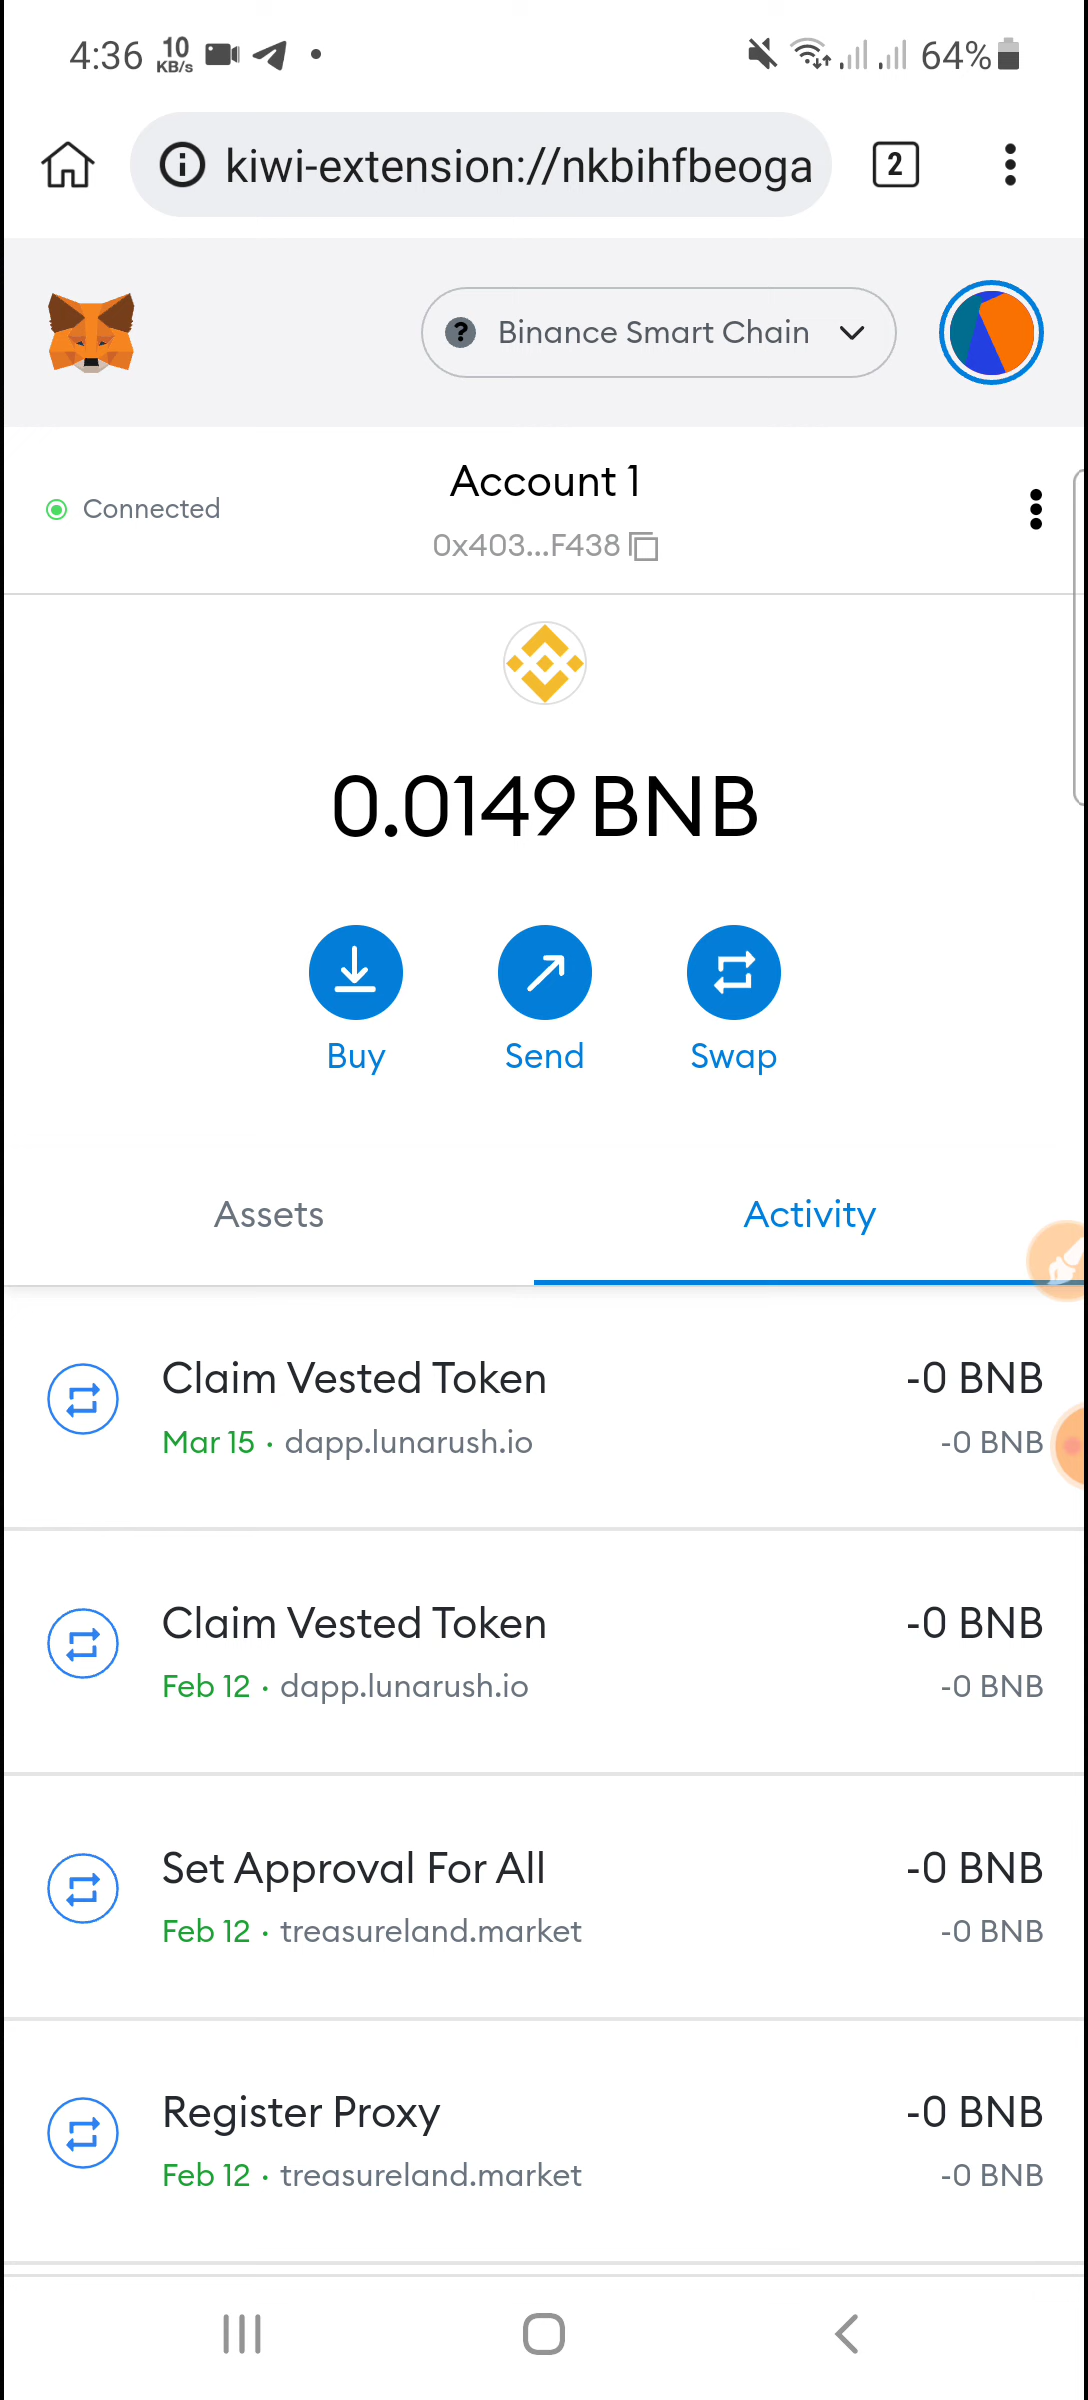 4:36 10 KB/s 64%
kiwi-extension://nkbihfbeoga 2
? Binance Smart Chain
Account 1
Connected
0x403...F438
0.0149 BNB
Buy Send Swap
Assets Activity
Claim Vested Token -0 BNB
Mar 15 · dapp.lunarush.io -0 BNB
Claim Vested Token -0 BNB
Feb 12 · dapp.lunarush.io -0 BNB
Set Approval For All -0 BNB
Feb 12 · treasureland.market -0 BNB
Register Proxy -0 BNB
Feb 12 · treasureland.market -0 BNB